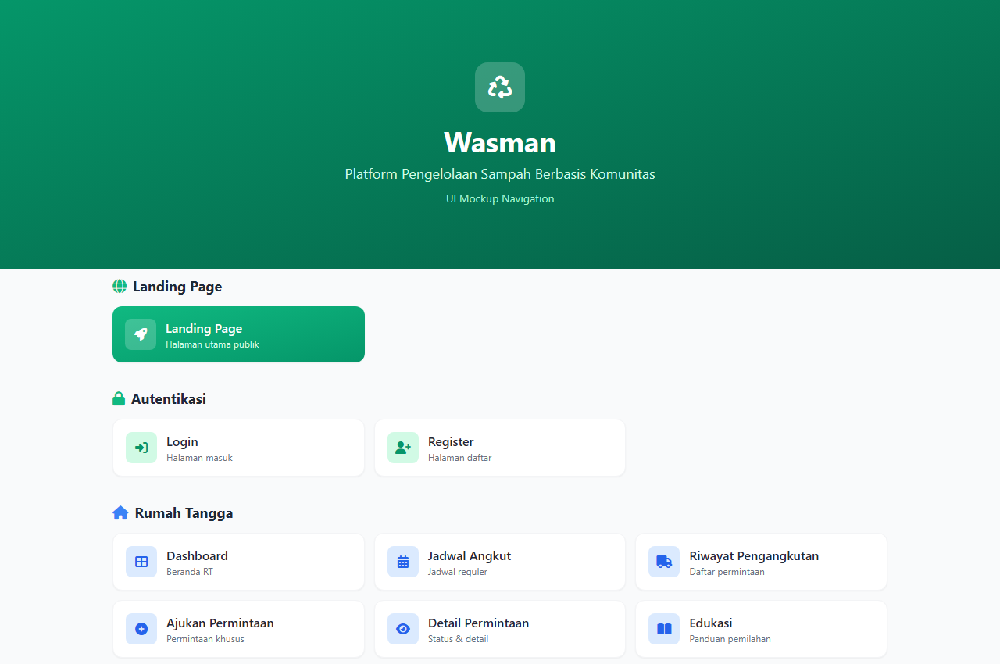 Wasman
Platform Pengelolaan Sampah Berbasis Komunitas
UI Mockup Navigation
Landing Page
Landing Page
Halaman utama publik
Autentikasi
Login
Halaman masuk
Register
Halaman daftar
Rumah Tangga
Dashboard
Beranda RT
Jadwal Angkut
Jadwal reguler
Riwayat Pengangkutan
Daftar permintaan
Ajukan Permintaan
Permintaan khusus
Detail Permintaan
Status & detail
Edukasi
Panduan pemilahan